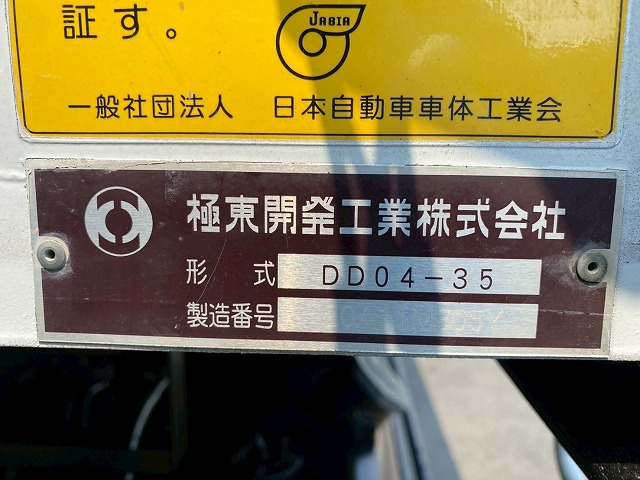 証す。
JABIA
一般社団法人 日本自動車車体工業会
極東開発工業株式会社
形式 DD04-35
製造番号